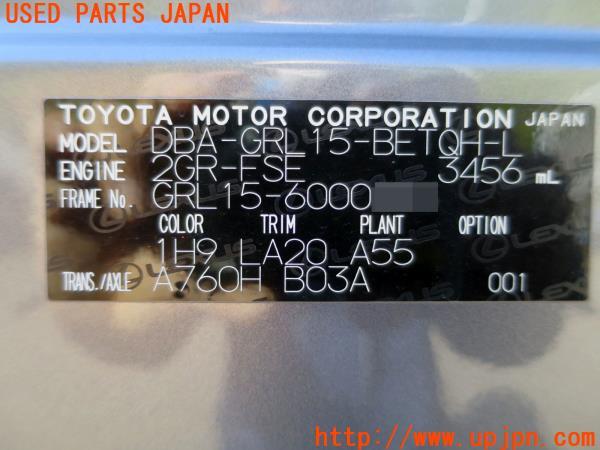 USED PARTS JAPAN
TOYOTA MOTOR CORPORATION JAPAN
MODEL DBA-GRL15-BETQH-L
ENGINE 2GR-FSE 3456 mL
FRAME No. GRL15-6000
COLOR TRIM PLANT OPTION
1H9 LA20 A55
TRANS./AXLE A760H B03A 001
LEXUS
http://www.upjpn.com